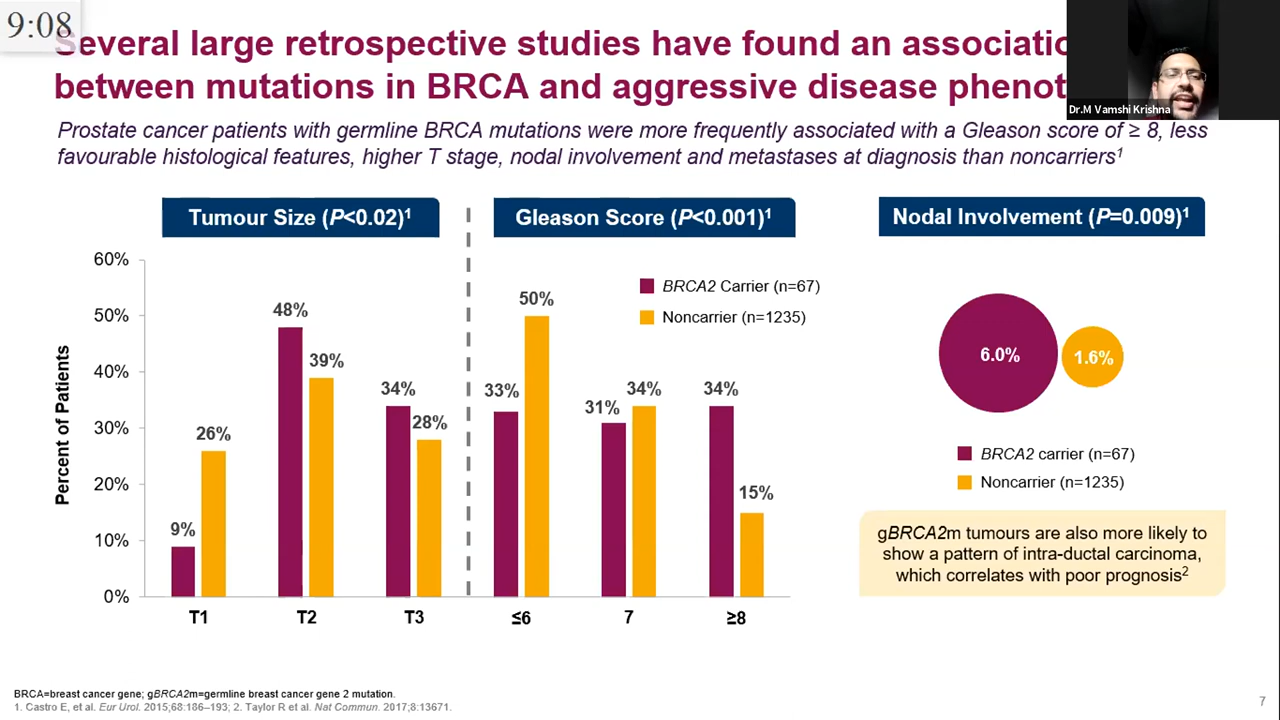 9:08
Several large retrospective studies have found an associatio
between mutations in BRCA and aggressive disease phenot
Dr.M Vamshi Krishna
Prostate cancer patients with germline BRCA mutations were more frequently associated with a Gleason score of ≥ 8, less
favourable histological features, higher T stage, nodal involvement and metastases at diagnosis than noncarriers¹
Tumour Size (P<0.02)¹
Gleason Score (P<0.001)¹
Nodal Involvement (P=0.009)¹
Percent of Patients
60%
50%
40%
30%
20%
10%
0%
9%
26%
48%
39%
34%
28%
T1
T2
T3
BRCA2 Carrier (n=67)
Noncarrier (n=1235)
33%
50%
31%
34%
34%
15%
≤6
7
≥8
6.0%
1.6%
BRCA2 carrier (n=67)
Noncarrier (n=1235)
gBRCA2m tumours are also more likely to
show a pattern of intra-ductal carcinoma,
which correlates with poor prognosis²
BRCA=breast cancer gene; gBRCA2m=germline breast cancer gene 2 mutation.
1. Castro E, et al. Eur Urol. 2015;68:186–193; 2. Taylor R et al. Nat Commun. 2017;8:13671.
7